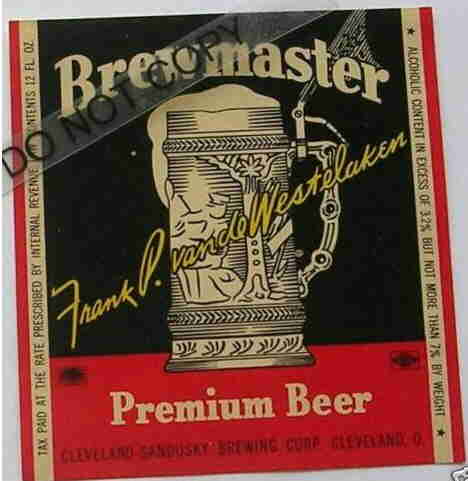 DO NOT COPY
Brewmaster
Frank P. van de Westelaken
Premium Beer
CLEVELAND-SANDUSKY BREWING CORP. CLEVELAND, O.
TAX PAID AT THE RATE PRESCRIBED BY INTERNAL REVENUE
CONTENTS 12 FL. OZ.
★ ALCOHOLIC CONTENT IN EXCESS OF 3.2% BUT NOT MORE THAN 7% BY WEIGHT ★